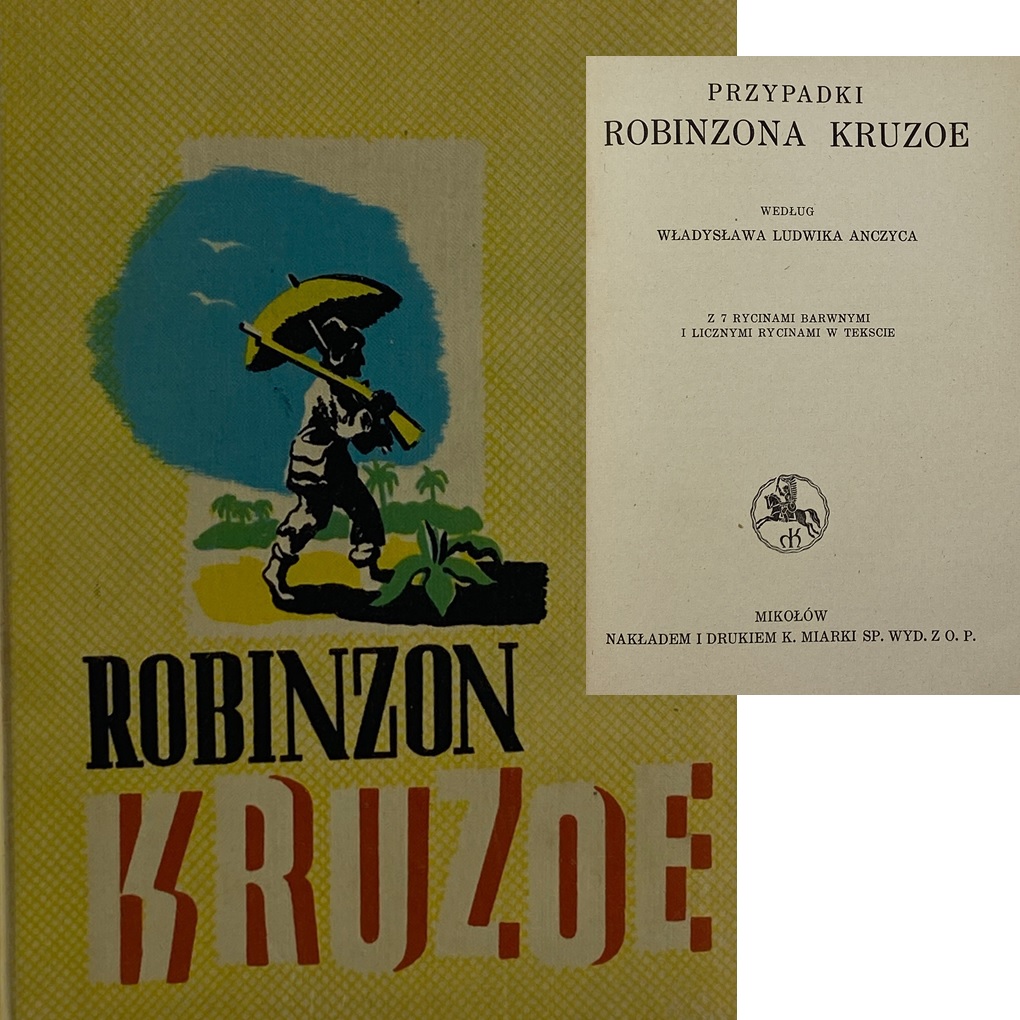 ROBINZON
KRUZOE
PRZYPADKI
ROBINZONA KRUZOE
WEDŁUG
WŁADYSŁAWA LUDWIKA ANCZYCA
Z 7 RYCINAMI BARWNYMI
I LICZNYMI RYCINAMI W TEKSCIE
MIKOŁÓW
NAKŁADEM I DRUKIEM K. MIARKI SP. WYD. Z O. P.